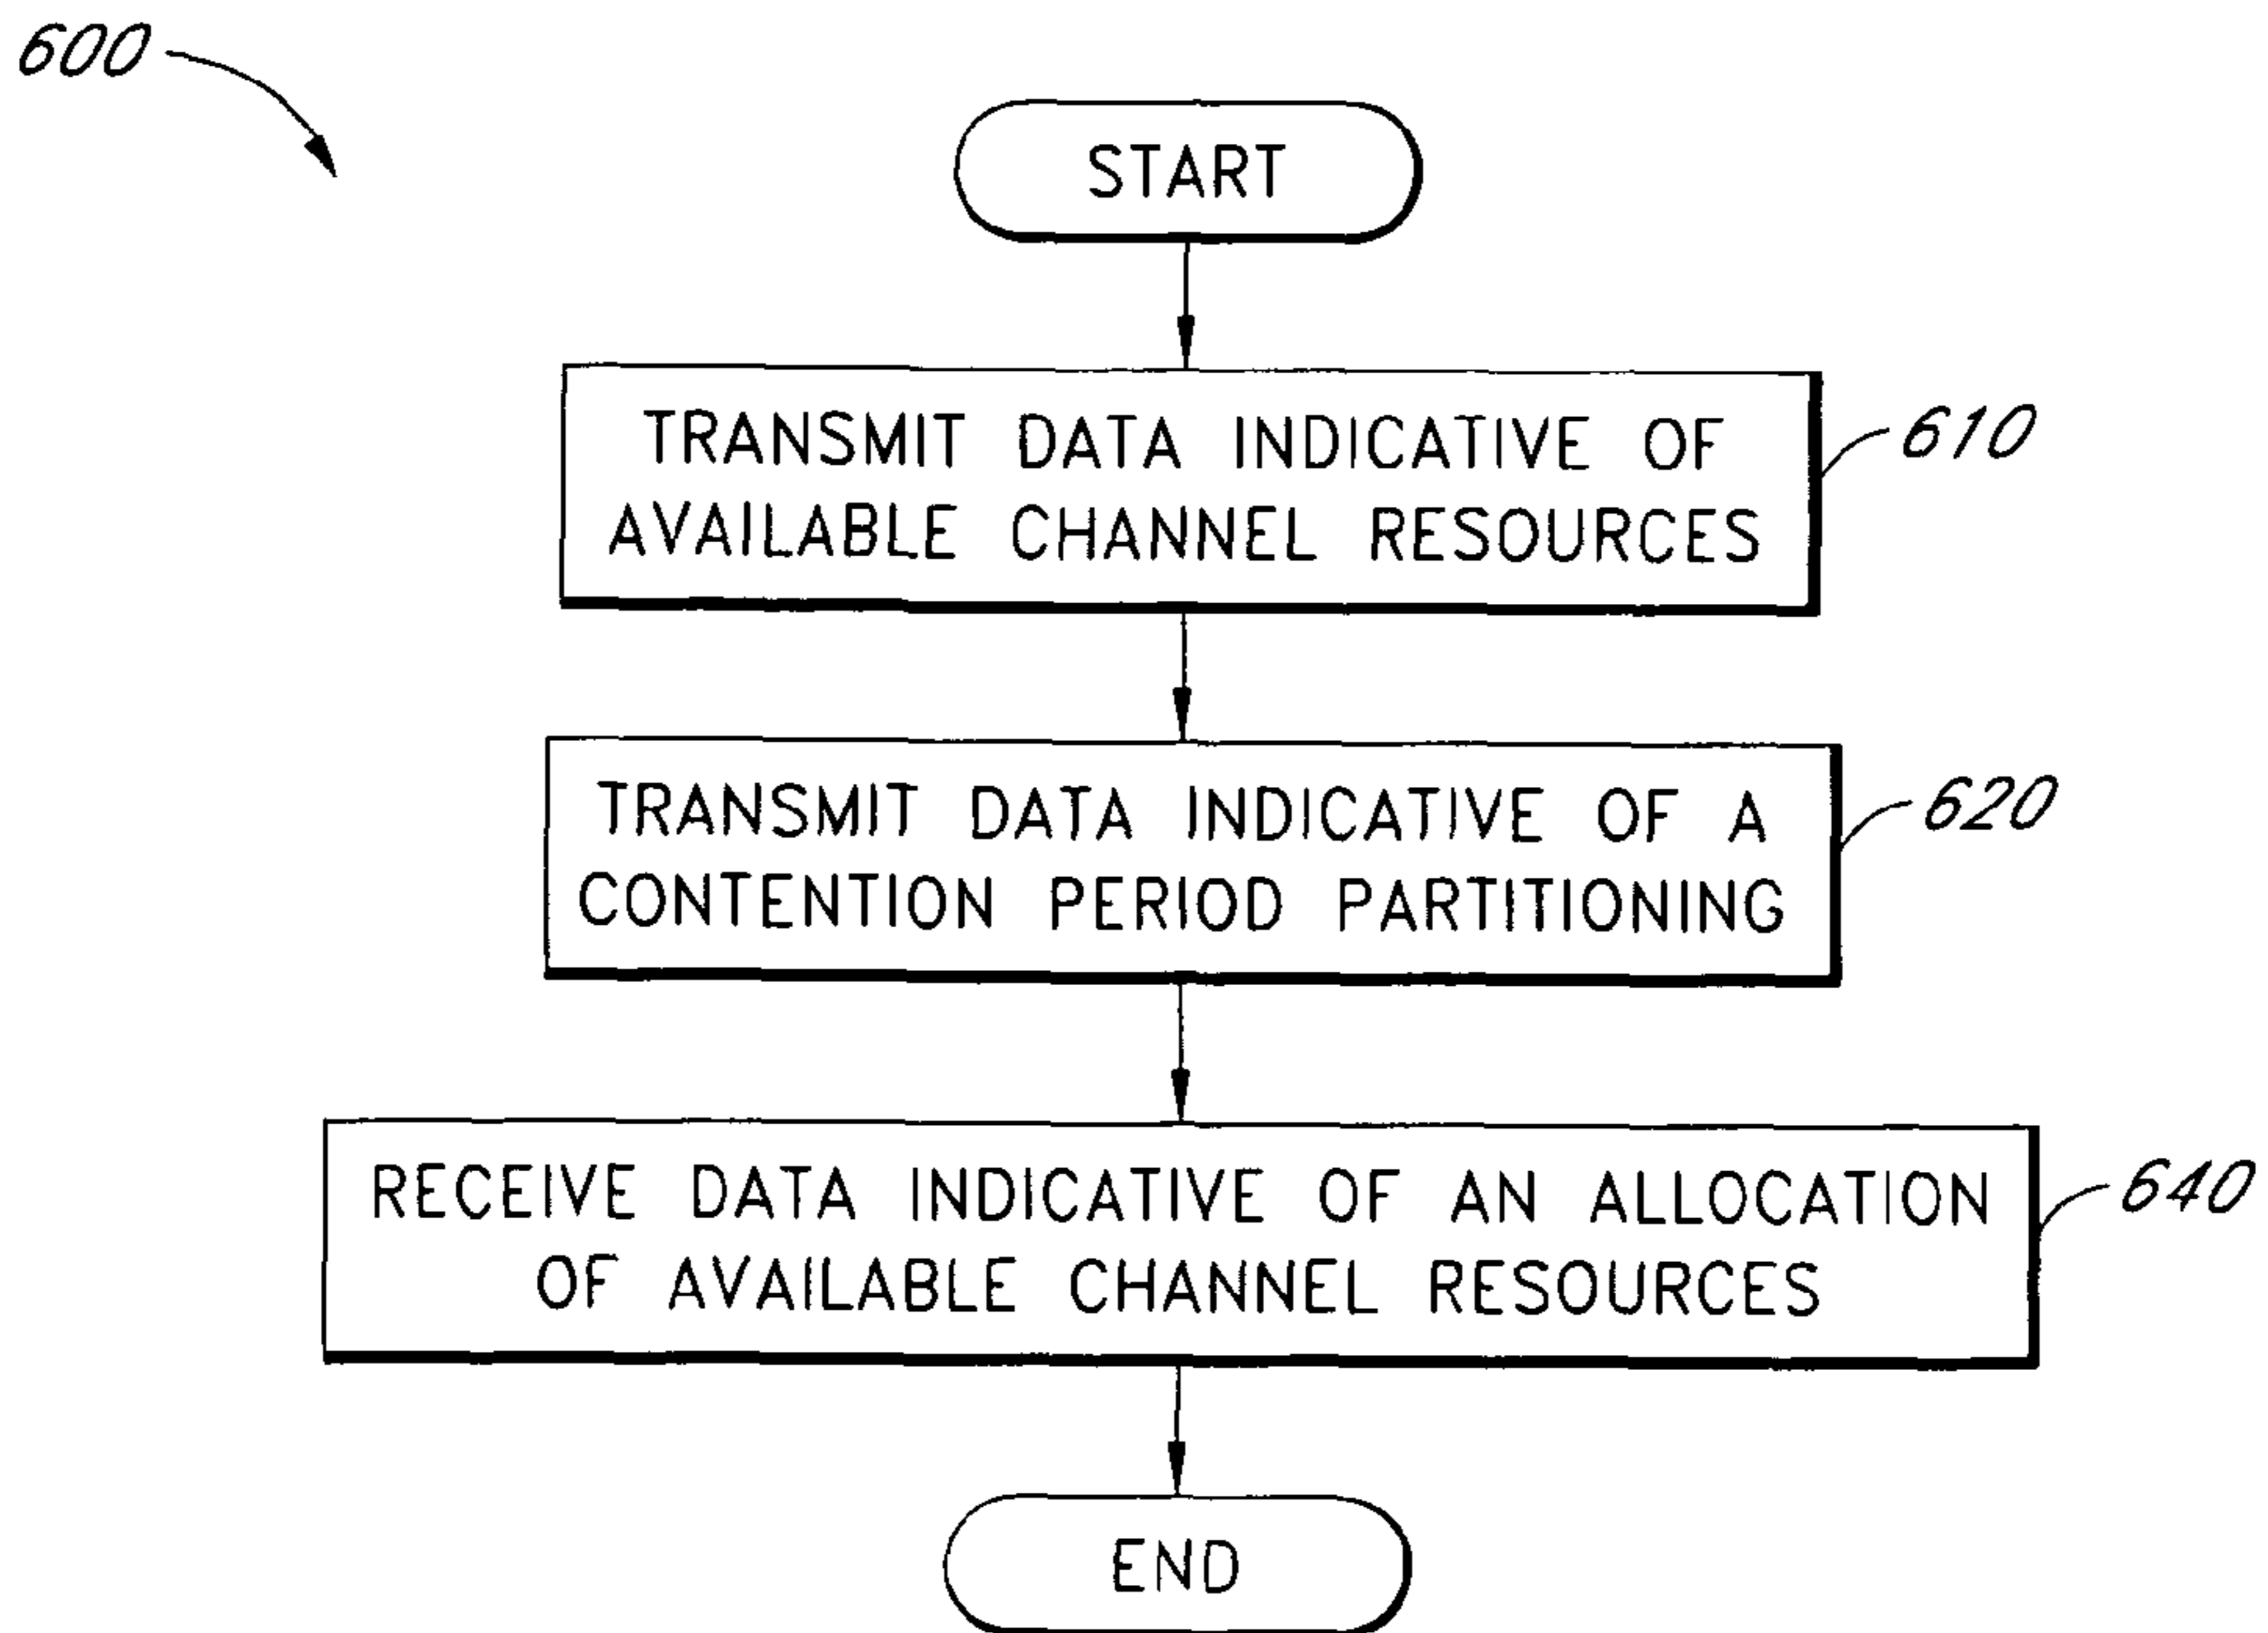 600
START
TRANSMIT DATA INDICATIVE OF
AVAILABLE CHANNEL RESOURCES
610
TRANSMIT DATA INDICATIVE OF A
CONTENTION PERIOD PARTITIONING
620
RECEIVE DATA INDICATIVE OF AN ALLOCATION
OF AVAILABLE CHANNEL RESOURCES
640
END